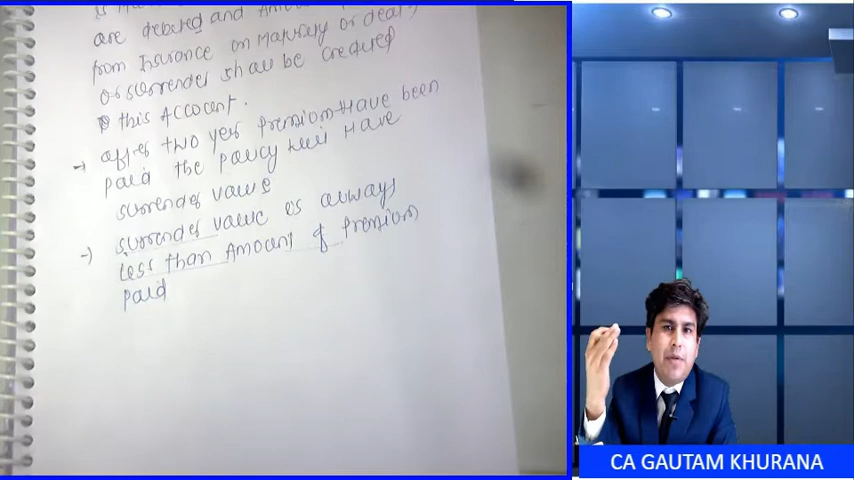 are debited and Amou
from Insurance on Maturity or death
or surrender shall be credited
this Account.
→ after two year Premium Have been
paid the policy will Have
surrender value
→ surrender value is always
less than Amount of Premium
paid
CA GAUTAM KHURANA